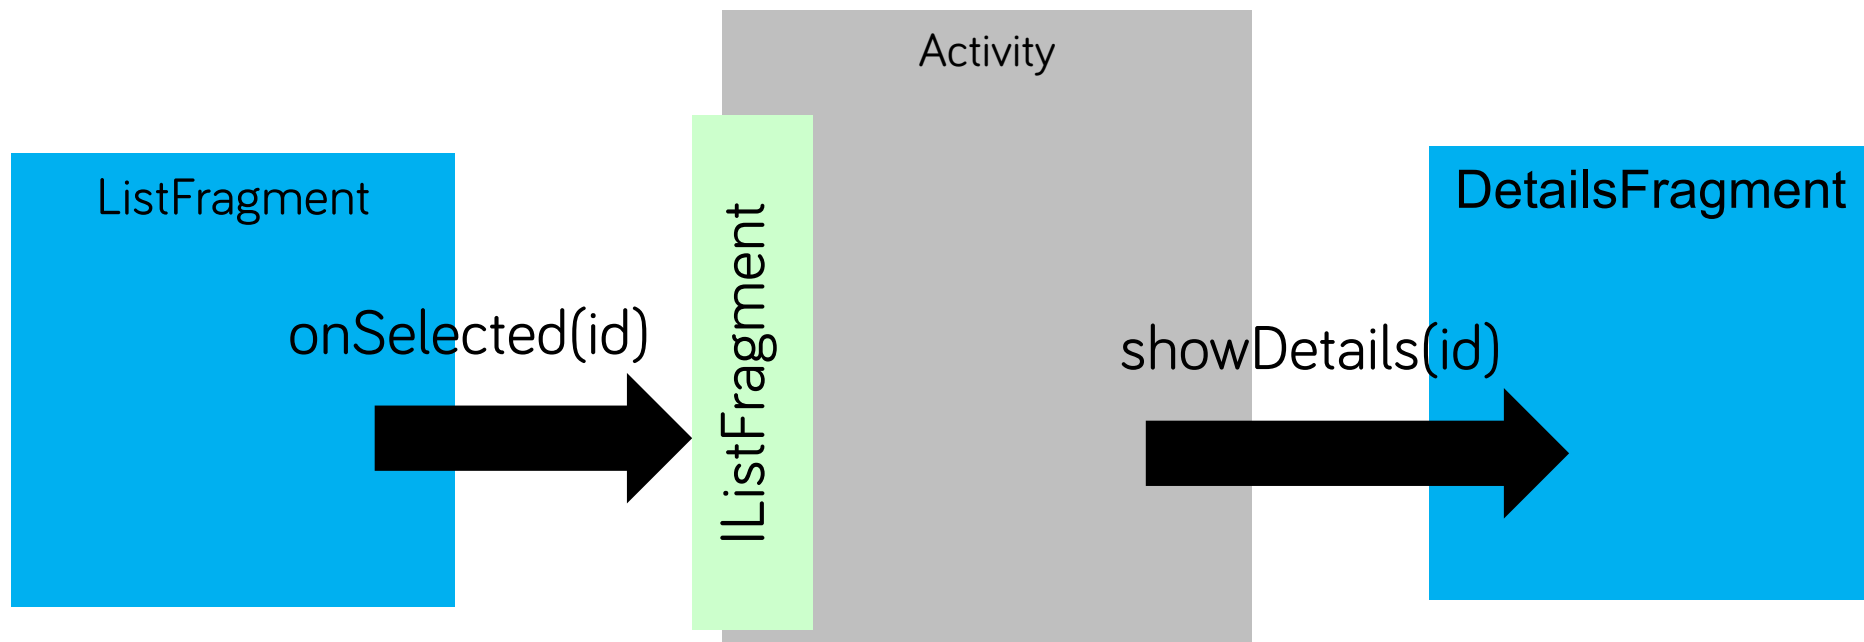 Activity
ListFragment
DetailsFragment
onSelected(id)
IListFragment
showDetails(id)